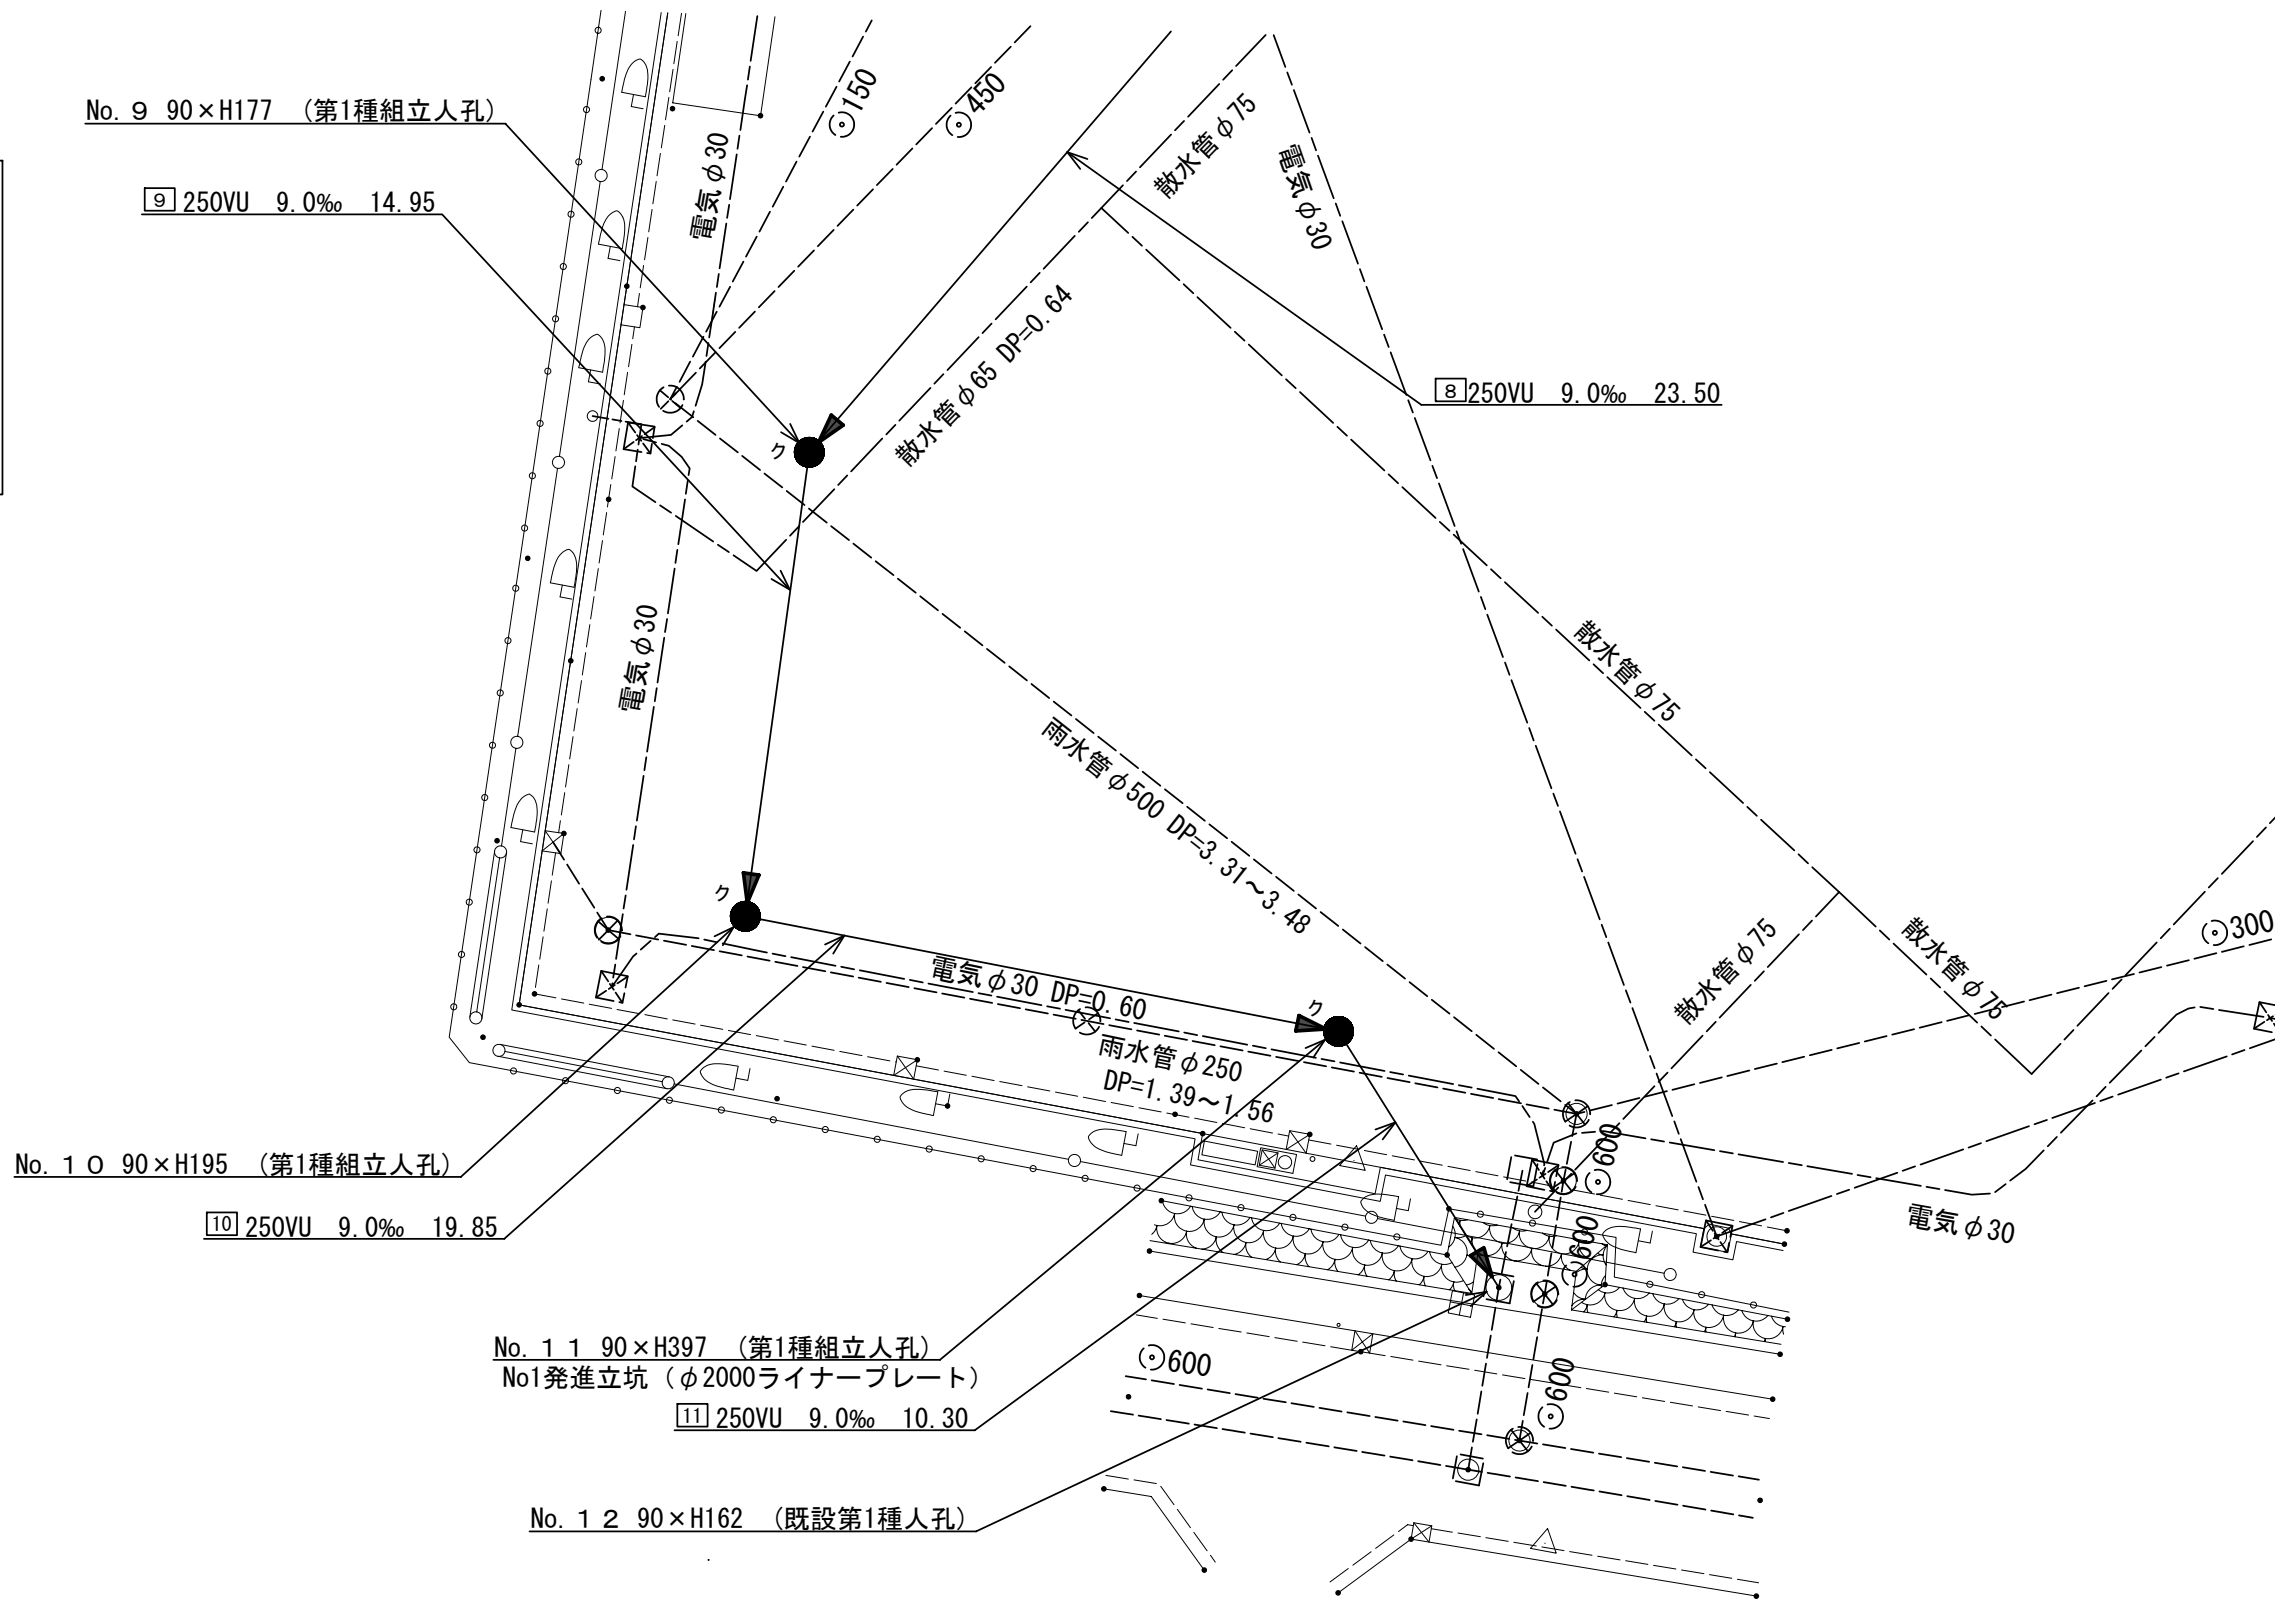 No. ９ 90×H177 （第1種組立人孔）
9 250VU 9.0‰ 14.95
電気φ30
150
450
散水管φ75
電気φ30
散水管φ65 DP=0.64
8 250VU 9.0‰ 23.50
ク
電気φ30
散水管φ75
雨水管φ500 DP=3.31〜3.48
ク
散水管φ75
散水管φ75
300
電気φ30 DP=0.60
ク
雨水管φ250
DP=1.39〜1.56
No. １０ 90×H195 （第1種組立人孔）
10 250VU 9.0‰ 19.85
600
電気φ30
600
No. １１ 90×H397 （第1種組立人孔）
No1発進立坑（φ2000ライナープレート）
11 250VU 9.0‰ 10.30
600
600
No. １２ 90×H162 （既設第1種人孔）